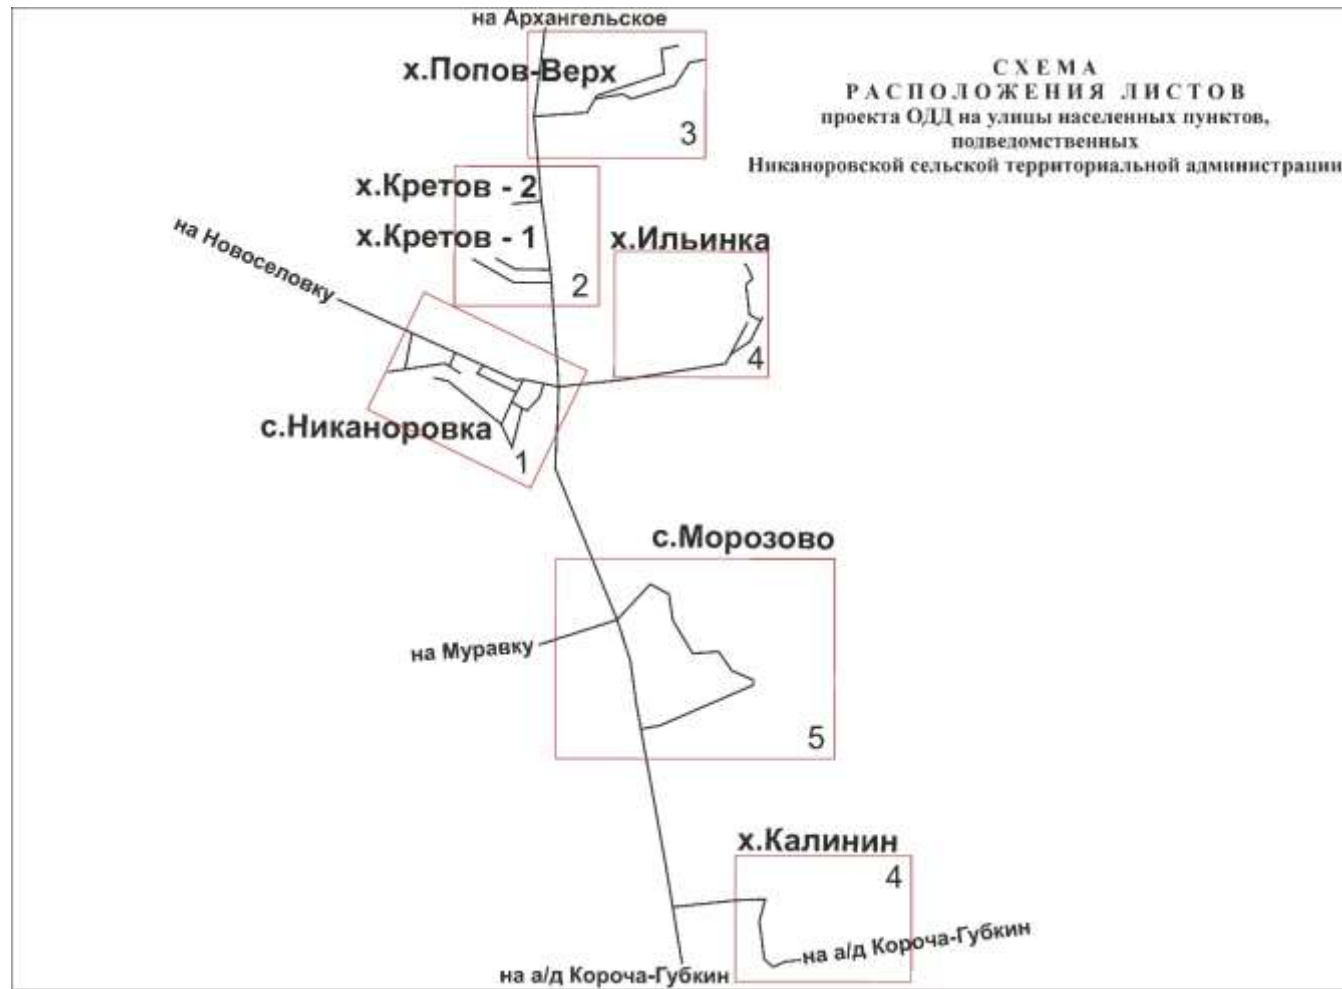 на Архангельское
СХЕМА
РАСПОЛОЖЕНИЯ ЛИСТОВ
проекта ОДД на улицы населенных пунктов,
подведомственных
Никаноровской сельской территориальной администрации
х.Попов-Верх
3
х.Кретов - 2
х.Кретов - 1
2
на Новоселовку
х.Ильинка
4
с.Никаноровка
1
с.Морозово
на Муравку
5
х.Калинин
4
на а/д Короча-Губкин
на а/д Короча-Губкин